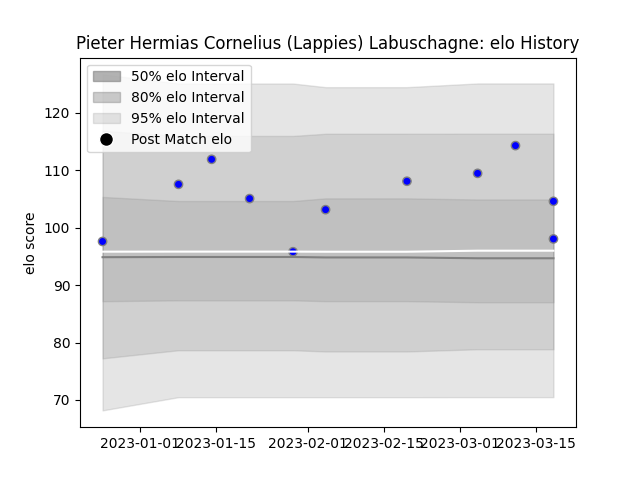 Pieter Hermias Cornelius (Lappies) Labuschagne: elo History
50% elo Interval
80% elo Interval
95% elo Interval
Post Match elo
elo score
120
110
100
90
80
70
2023-01-01
2023-01-15
2023-02-01
2023-02-15
2023-03-01
2023-03-15